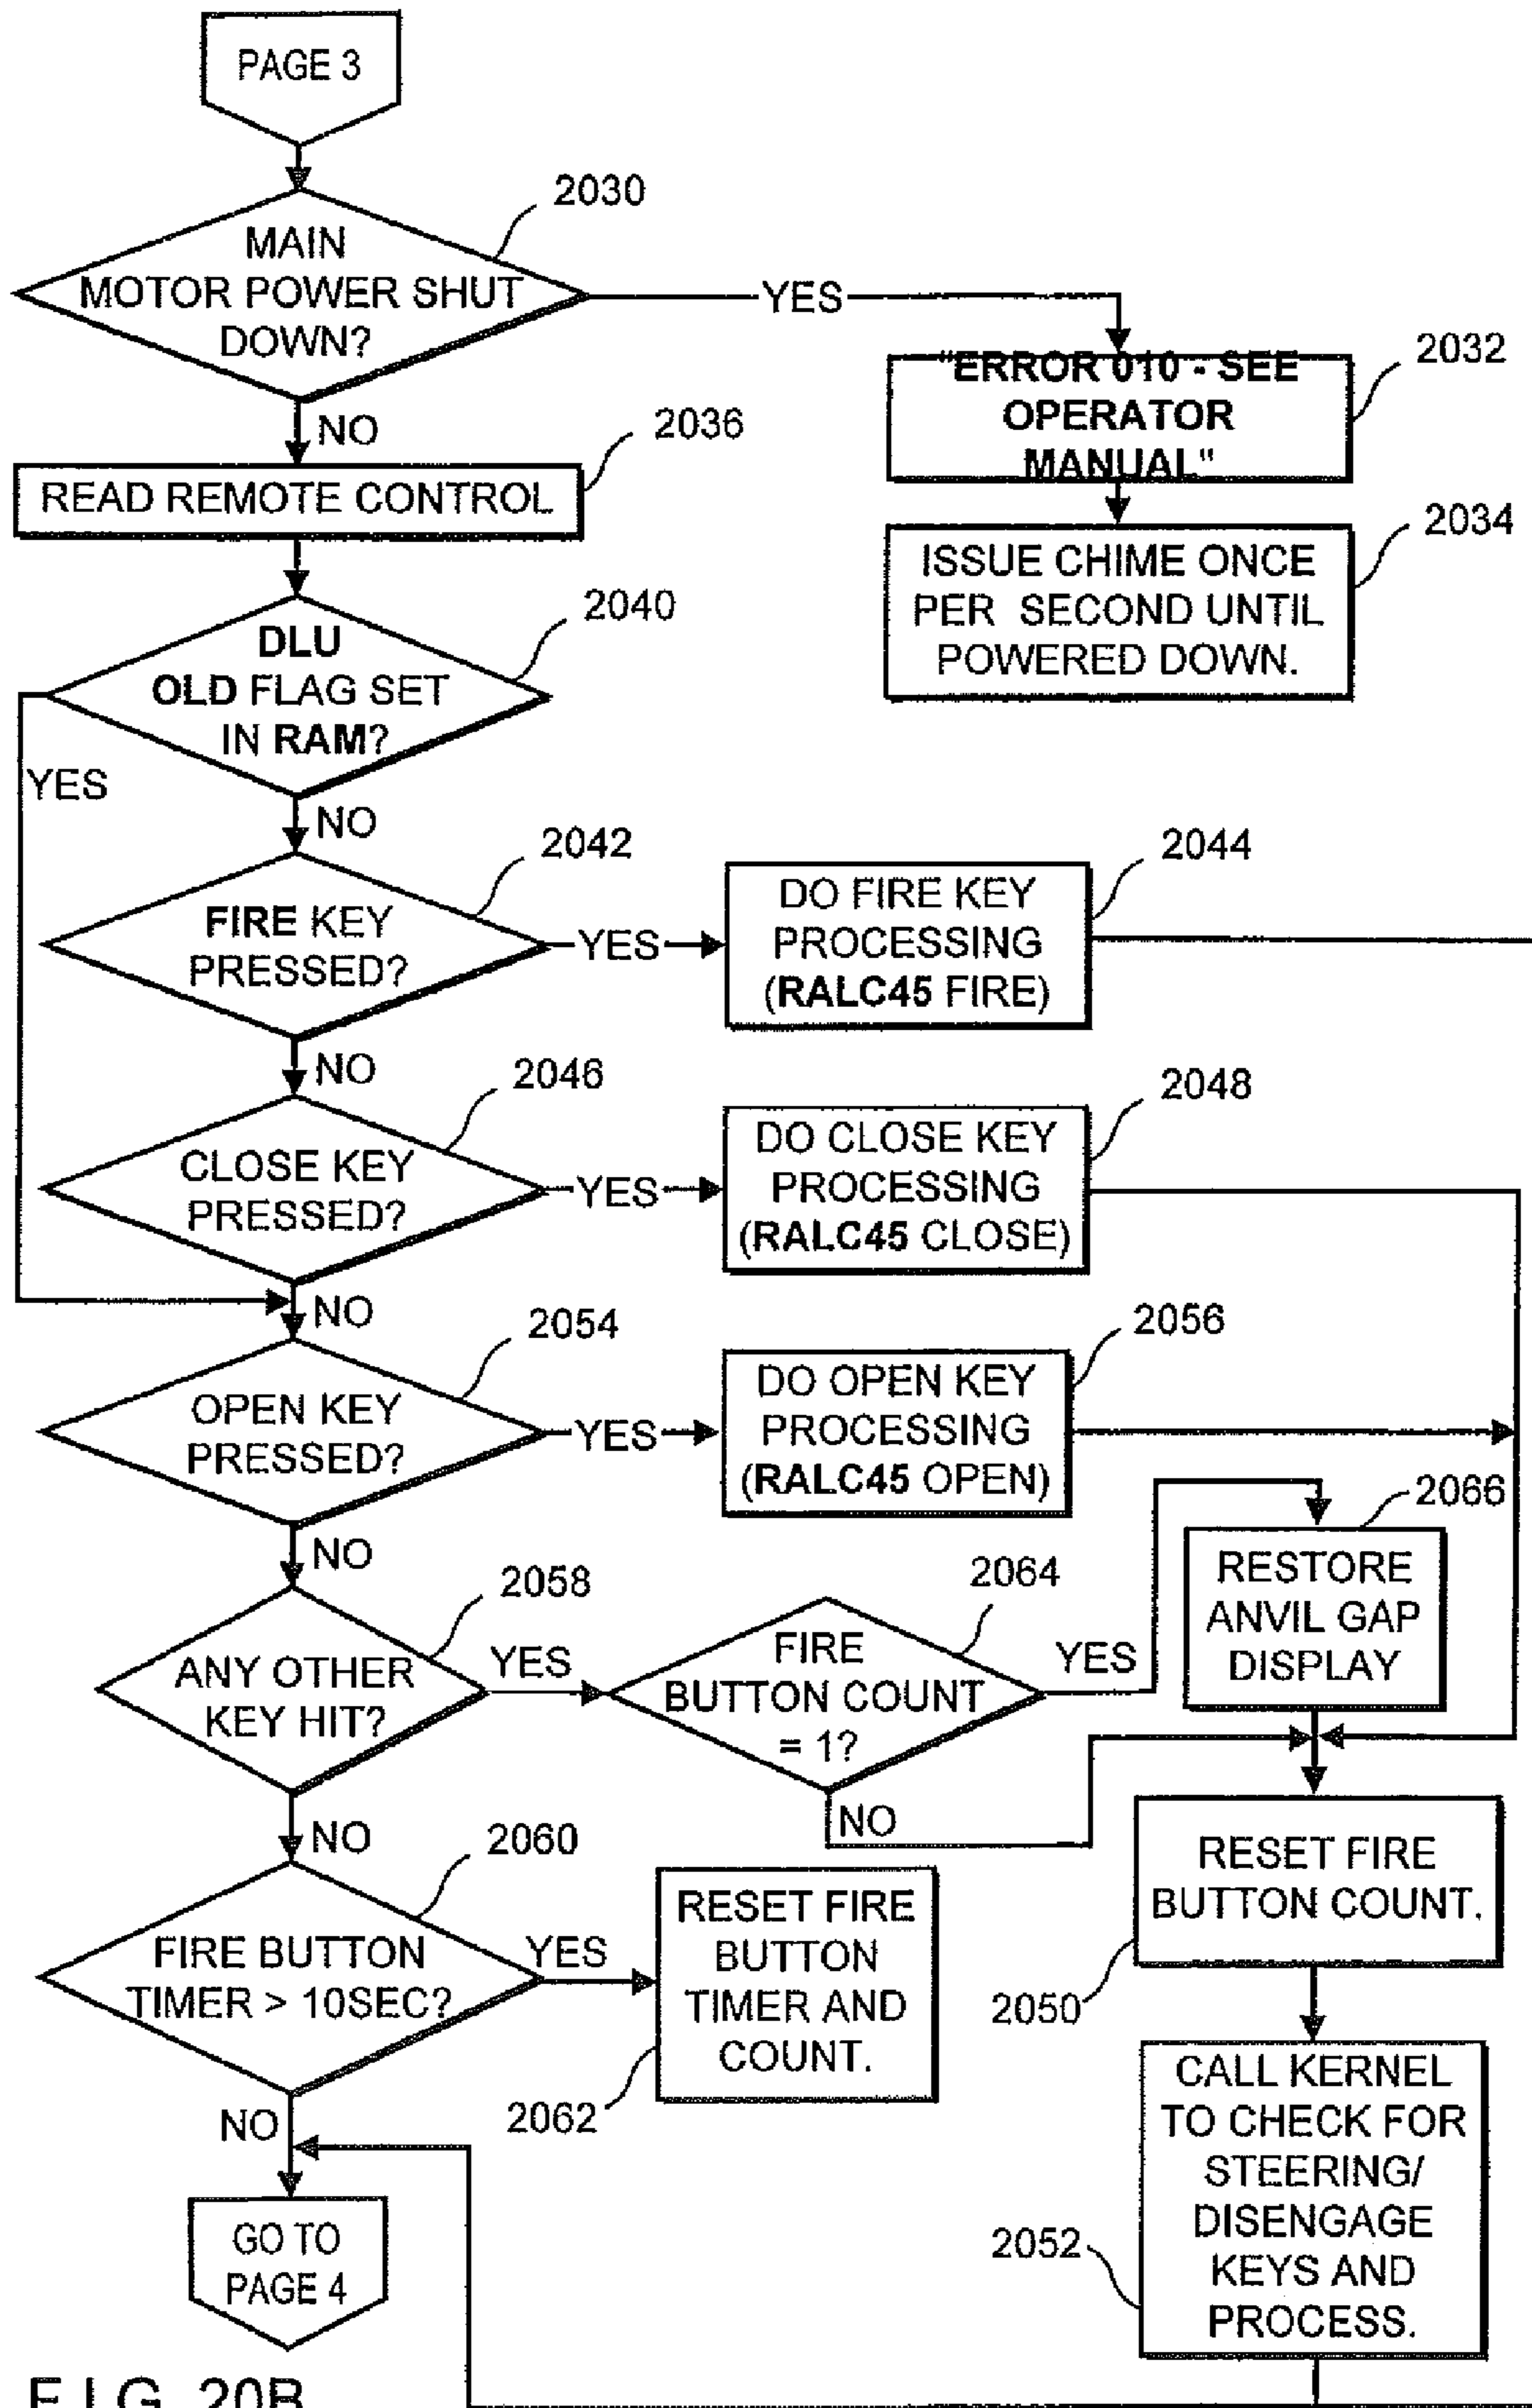 PAGE 3
2030
MAIN
MOTOR POWER SHUT
DOWN?
YES
2032
"ERROR 010 - SEE
OPERATOR
MANUAL"
NO
2036
READ REMOTE CONTROL
2034
ISSUE CHIME ONCE
PER SECOND UNTIL
POWERED DOWN.
2040
DLU
OLD FLAG SET
IN RAM?
YES
NO
2042
FIRE KEY
PRESSED?
YES
2044
DO FIRE KEY
PROCESSING
(RALC45 FIRE)
NO
2046
CLOSE KEY
PRESSED?
YES
2048
DO CLOSE KEY
PROCESSING
(RALC45 CLOSE)
NO
2054
OPEN KEY
PRESSED?
YES
2056
DO OPEN KEY
PROCESSING
(RALC45 OPEN)
NO
2058
ANY OTHER
KEY HIT?
YES
2064
FIRE
BUTTON COUNT
= 1?
YES
2066
RESTORE
ANVIL GAP
DISPLAY
NO
NO
2060
FIRE BUTTON
TIMER > 10SEC?
YES
RESET FIRE
BUTTON
TIMER AND
COUNT.
2062
RESET FIRE
BUTTON COUNT.
2050
CALL KERNEL
TO CHECK FOR
STEERING/
DISENGAGE
KEYS AND
PROCESS.
2052
NO
GO TO
PAGE 4
FIG. 20B